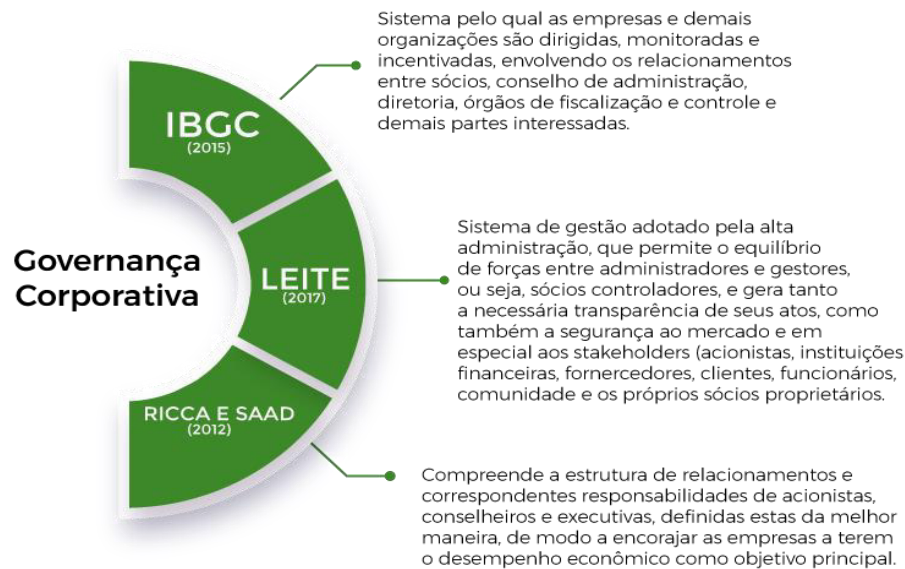 Governança
Corporativa
IBGC
(2015)
Sistema pelo qual as empresas e demais
organizações são dirigidas, monitoradas e
incentivadas, envolvendo os relacionamentos
entre sócios, conselho de administração,
diretoria, órgãos de fiscalização e controle e
demais partes interessadas.
LEITE
(2017)
Sistema de gestão adotado pela alta
administração, que permite o equilíbrio
de forças entre administradores e gestores,
ou seja, sócios controladores, e gera tanto
a necessária transparência de seus atos, como
também a segurança ao mercado e em
especial aos stakeholders (acionistas, instituições
financeiras, fornercedores, clientes, funcionários,
comunidade e os próprios sócios proprietários.
RICCA E SAAD
(2012)
Compreende a estrutura de relacionamentos e
correspondentes responsabilidades de acionistas,
conselheiros e executivas, definidas estas da melhor
maneira, de modo a encorajar as empresas a terem
o desempenho econômico como objetivo principal.